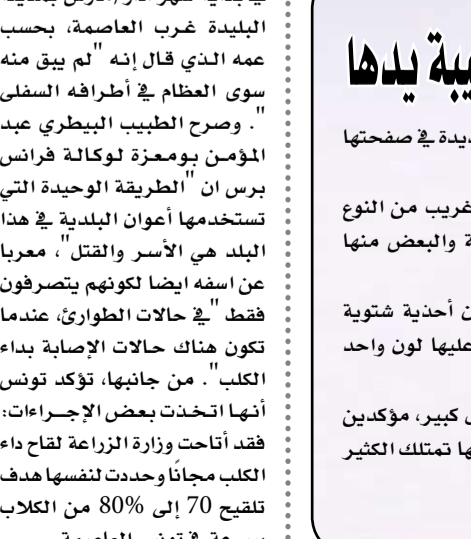 البليدة غرب العاصمة، بحسب
عمه الذي قال إنه "لم يبق منه
سوى العظام في أطرافه السفلى
". وصرح الطبيب البيطري عبد
المؤمن بومعزة لوكالة فرانس
برس ان "الطريقة الوحيدة التي
تستخدمها أعوان البلدية في هذا
البلد هي الأسر والقتل"، معربا
عن اسفه ايضا لكونهم يتصرفون
فقط "في حالات الطوارئ، عندما
تكون هناك حالات الإصابة بداء
الكلب". من جانبها، تؤكد تونس
أنها اتخذت بعض الإجراءات:
فقد أتاحت وزارة الزراعة لقاح داء
الكلب مجانًا وحددت لنفسها هدف
تلقيح 70 إلى 80% من الكلاب
يدها
في صفحتها
غريب من النوع
والبعض منها
أحذية شتوية
عليها لون واحد
كبير، مؤكدين
تمتلك الكثير